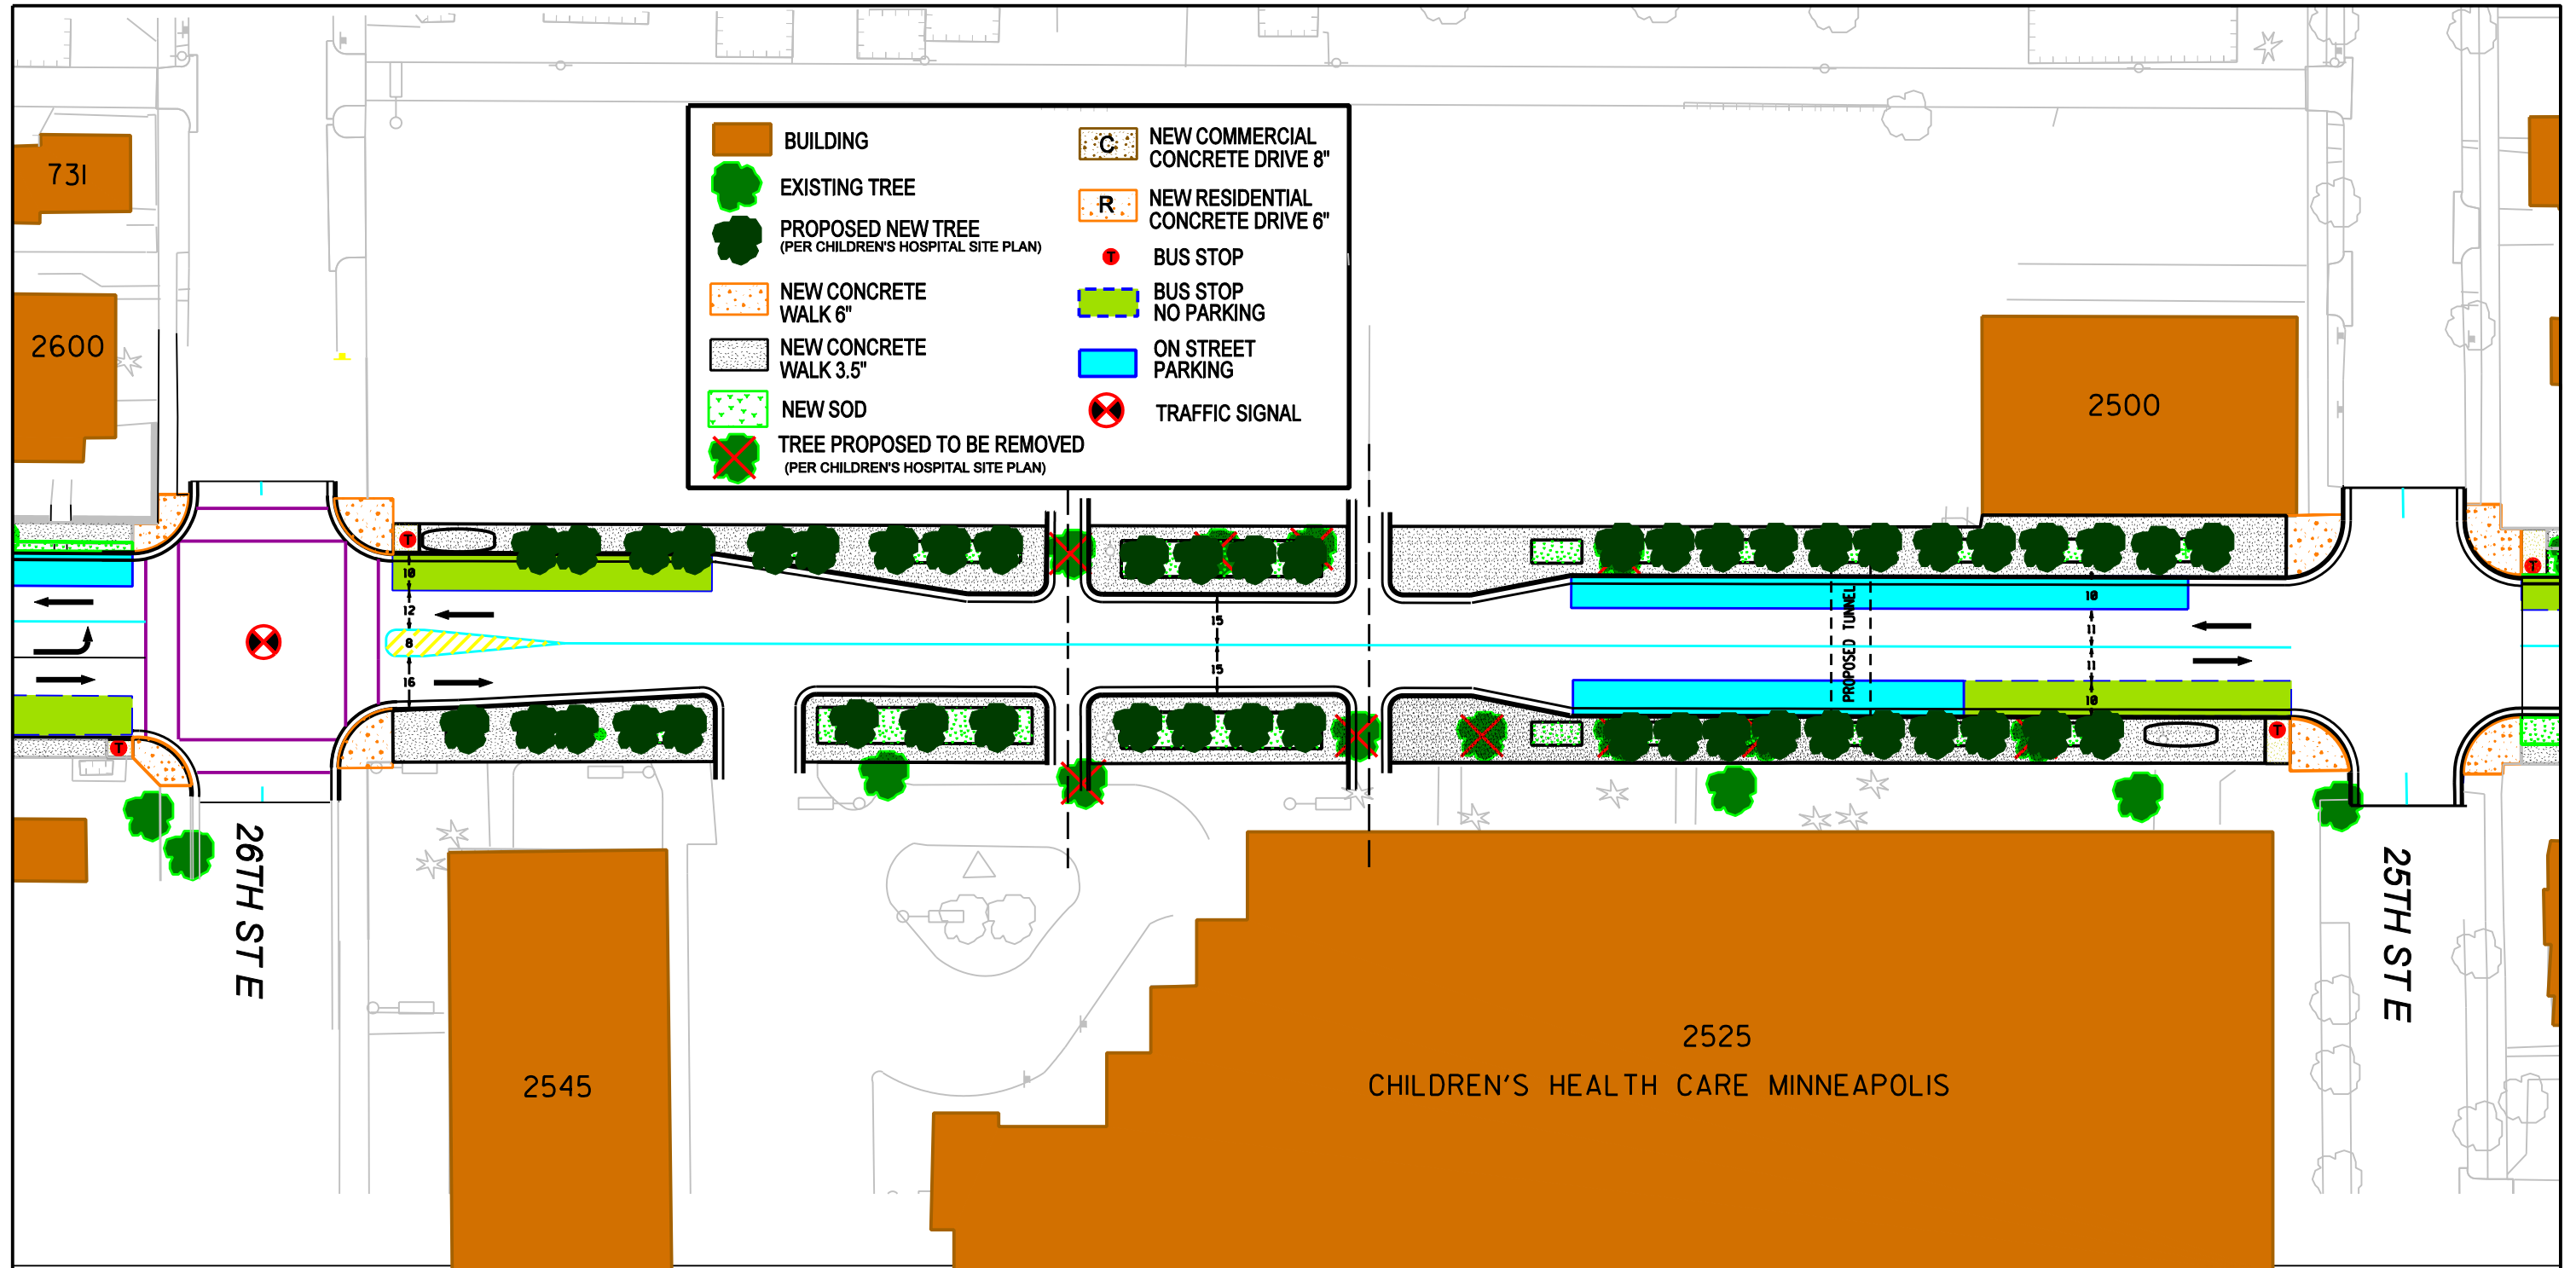 BUILDING
EXISTING TREE
PROPOSED NEW TREE
(PER CHILDREN'S HOSPITAL SITE PLAN)
NEW CONCRETE
WALK 6"
NEW CONCRETE
WALK 3.5"
NEW SOD
TREE PROPOSED TO BE REMOVED
(PER CHILDREN'S HOSPITAL SITE PLAN)
C
NEW COMMERCIAL
CONCRETE DRIVE 8"
R
NEW RESIDENTIAL
CONCRETE DRIVE 6"
T
BUS STOP
BUS STOP
NO PARKING
ON STREET
PARKING
TRAFFIC SIGNAL
731
2600
2500
T
T
10
12
8
16
15
15
PROPOSED TUNNEL
10
11
11
10
T
T
26TH ST E
25TH ST E
2545
2525
CHILDREN'S HEALTH CARE MINNEAPOLIS